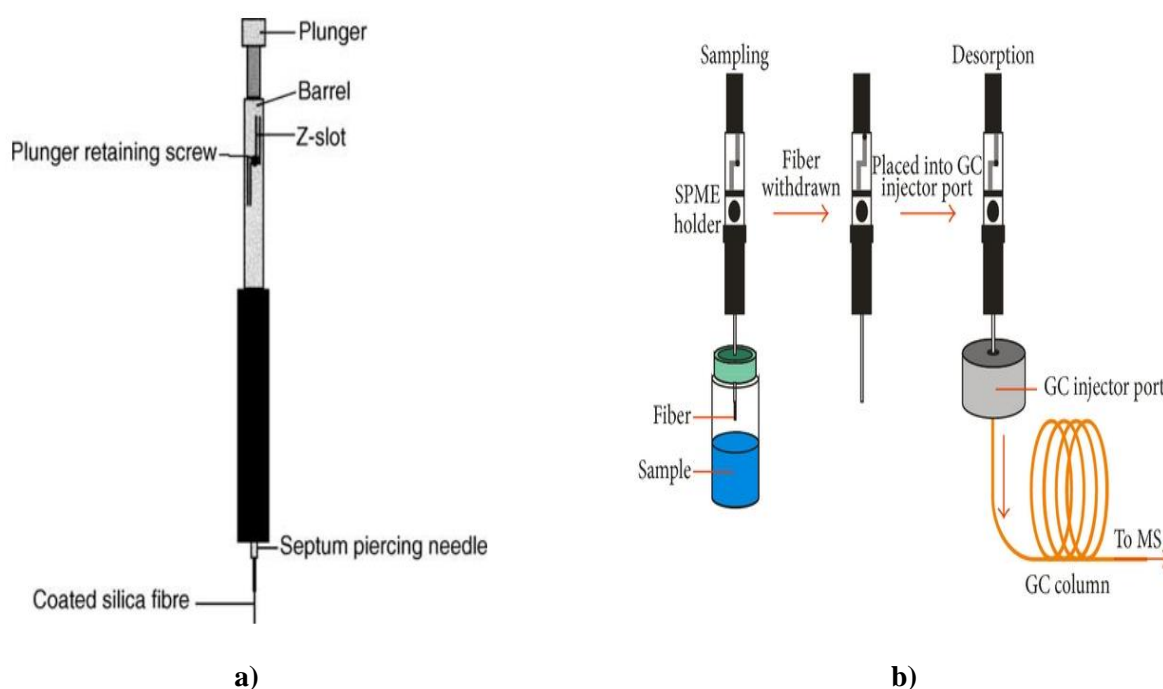 Plunger
Barrel
Z-slot
Plunger retaining screw
Septum piercing needle
Coated silica fibre
a)
Sampling
Desorption
Fiber
withdrawn
Placed into GC
injector port
SPME
holder
GC injector port
Fiber
Sample
To MS
GC column
b)